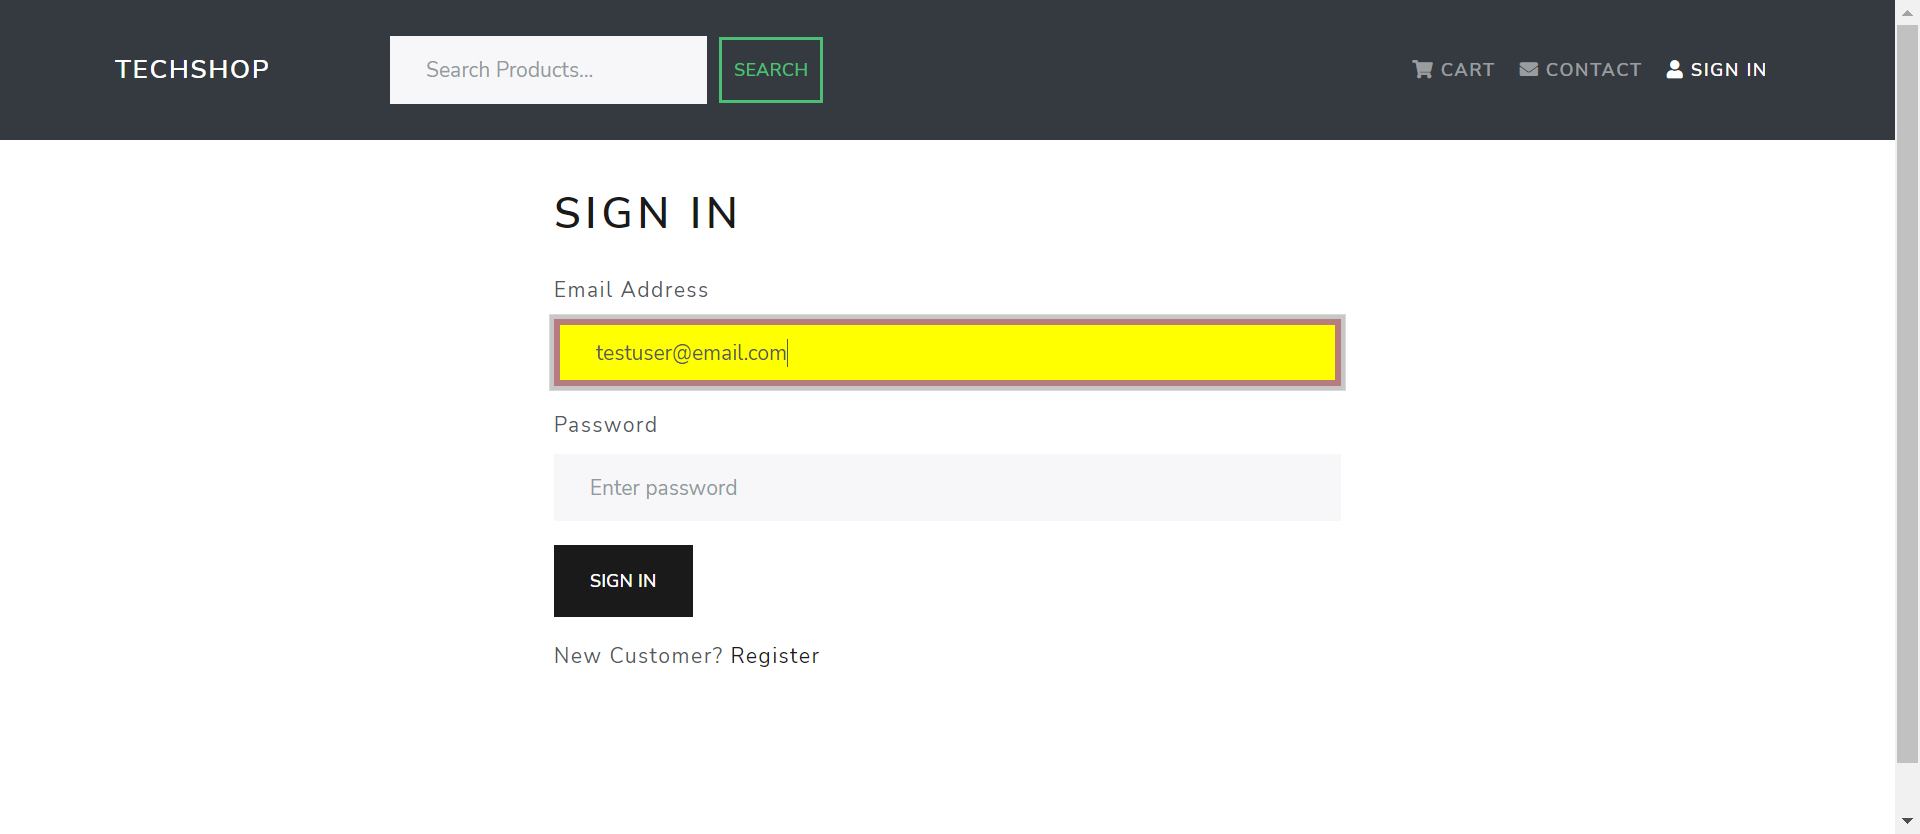 TECHSHOP
Search Products...
SEARCH
CART
CONTACT
SIGN IN
SIGN IN
Email Address
testuser@email.com
Password
Enter password
SIGN IN
New Customer? Register